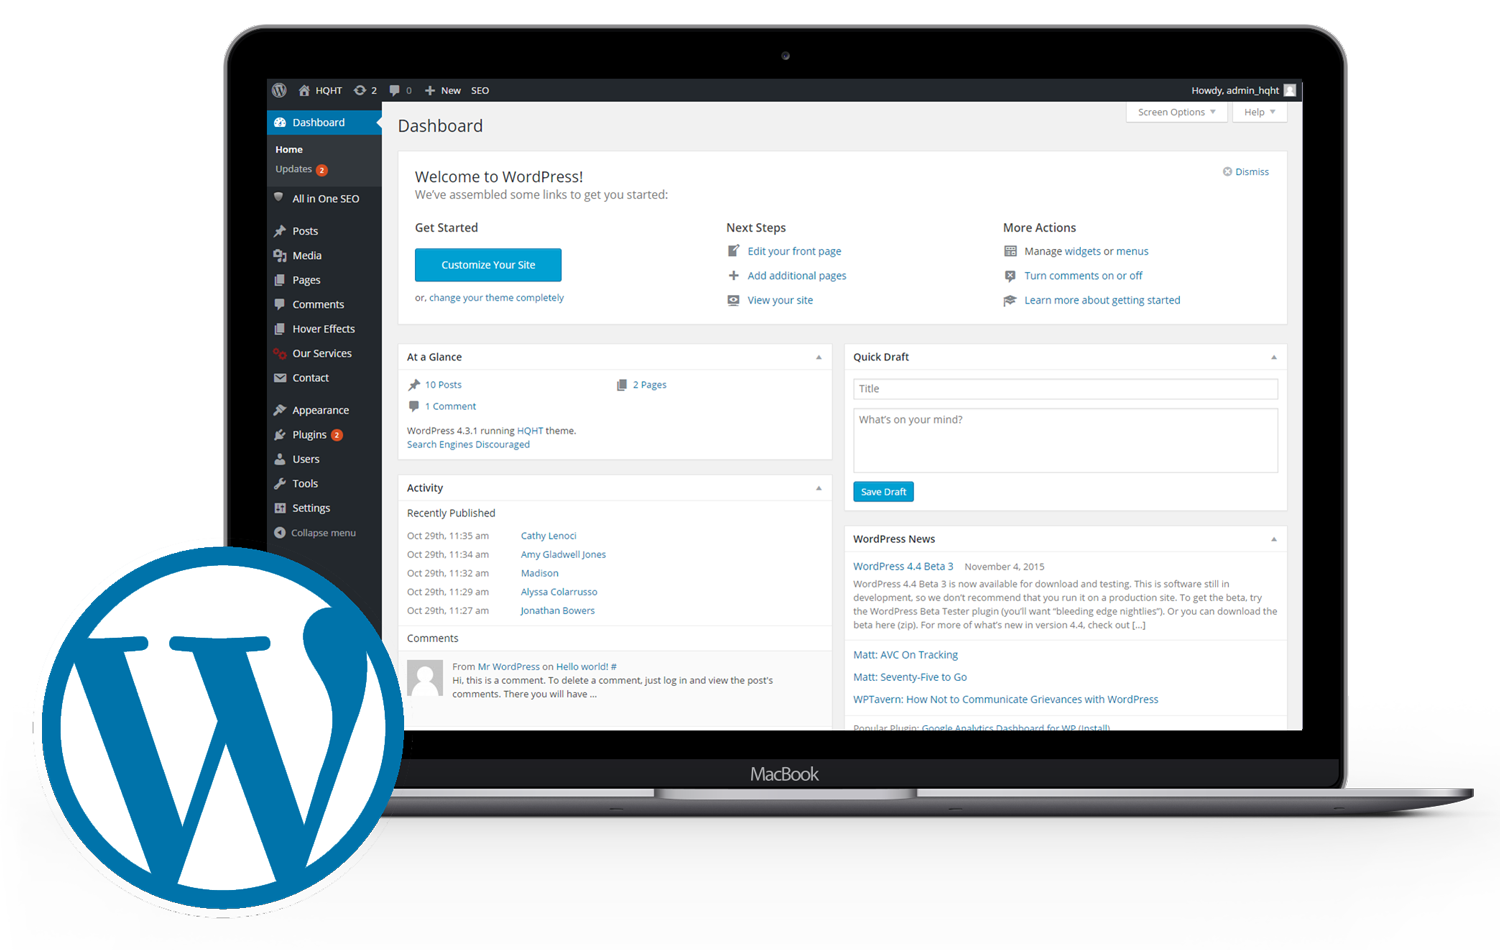 HQHT 2 0 New SEO Howdy, admin_hqht
Dashboard
Home
Updates 2
All in One SEO
Posts
Media
Pages
Comments
Hover Effects
Our Services
Contact
Appearance
Plugins 2
Users
Tools
Settings
Collapse menu
Dashboard
Screen Options Help
Welcome to WordPress!
Dismiss
We've assembled some links to get you started:
Get Started
Customize Your Site
or, change your theme completely
Next Steps
Edit your front page
Add additional pages
View your site
More Actions
Manage widgets or menus
Turn comments on or off
Learn more about getting started
At a Glance
10 Posts 2 Pages
1 Comment
WordPress 4.3.1 running HQHT theme.
Search Engines Discouraged
Activity
Recently Published
Oct 29th, 11:35 am Cathy Lenoci
Oct 29th, 11:34 am Amy Gladwell Jones
Oct 29th, 11:32 am Madison
Oct 29th, 11:29 am Alyssa Colarrusso
Oct 29th, 11:27 am Jonathan Bowers
Comments
From Mr WordPress on Hello world! #
Hi, this is a comment. To delete a comment, just log in and view the post's
comments. There you will have ...
Quick Draft
Title
What's on your mind?
Save Draft
WordPress News
WordPress 4.4 Beta 3 November 4, 2015
WordPress 4.4 Beta 3 is now available for download and testing. This is software still in
development, so we don't recommend that you run it on a production site. To get the beta, try
the WordPress Beta Tester plugin (you'll want "bleeding edge nightlies"). Or you can download the
beta here (zip). For more of what's new in version 4.4, check out [...]
Matt: AVC On Tracking
Matt: Seventy-Five to Go
WPTavern: How Not to Communicate Grievances with WordPress
Popular Plugin: Google Analytics Dashboard for WP (Install)
MacBook
W